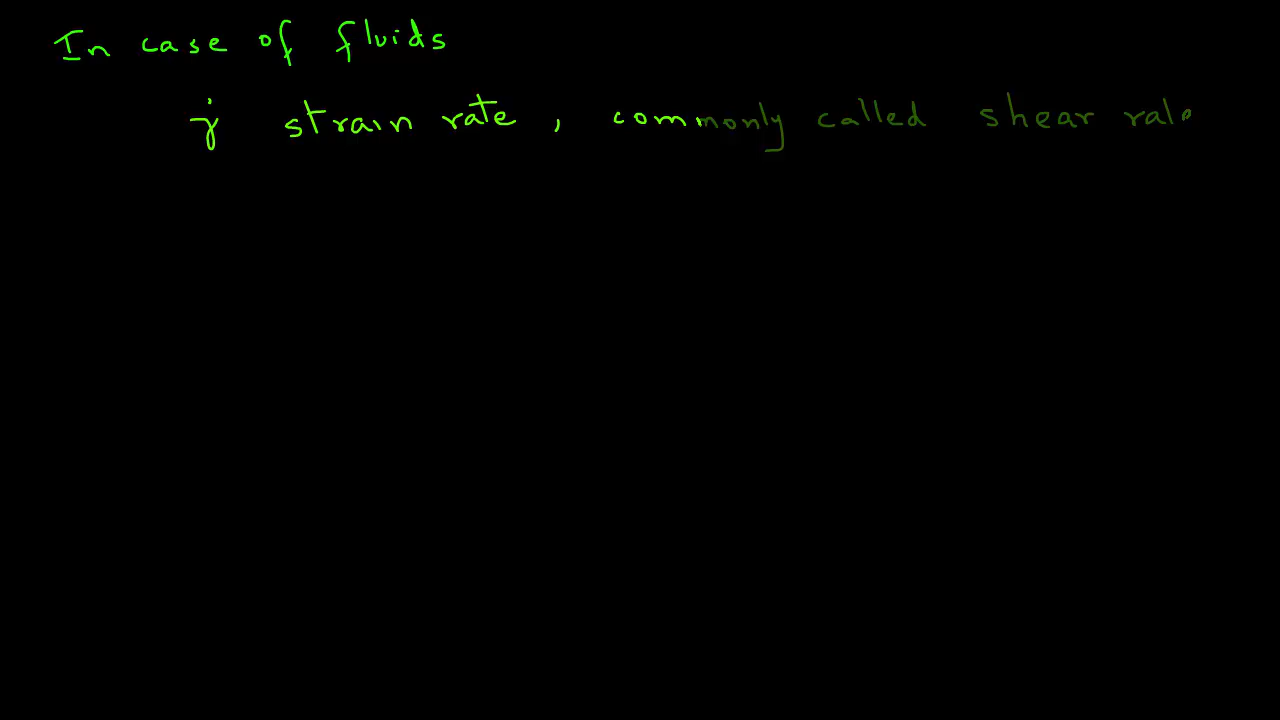 In case of fluids
γ̇ strain rate, commonly called shear rate